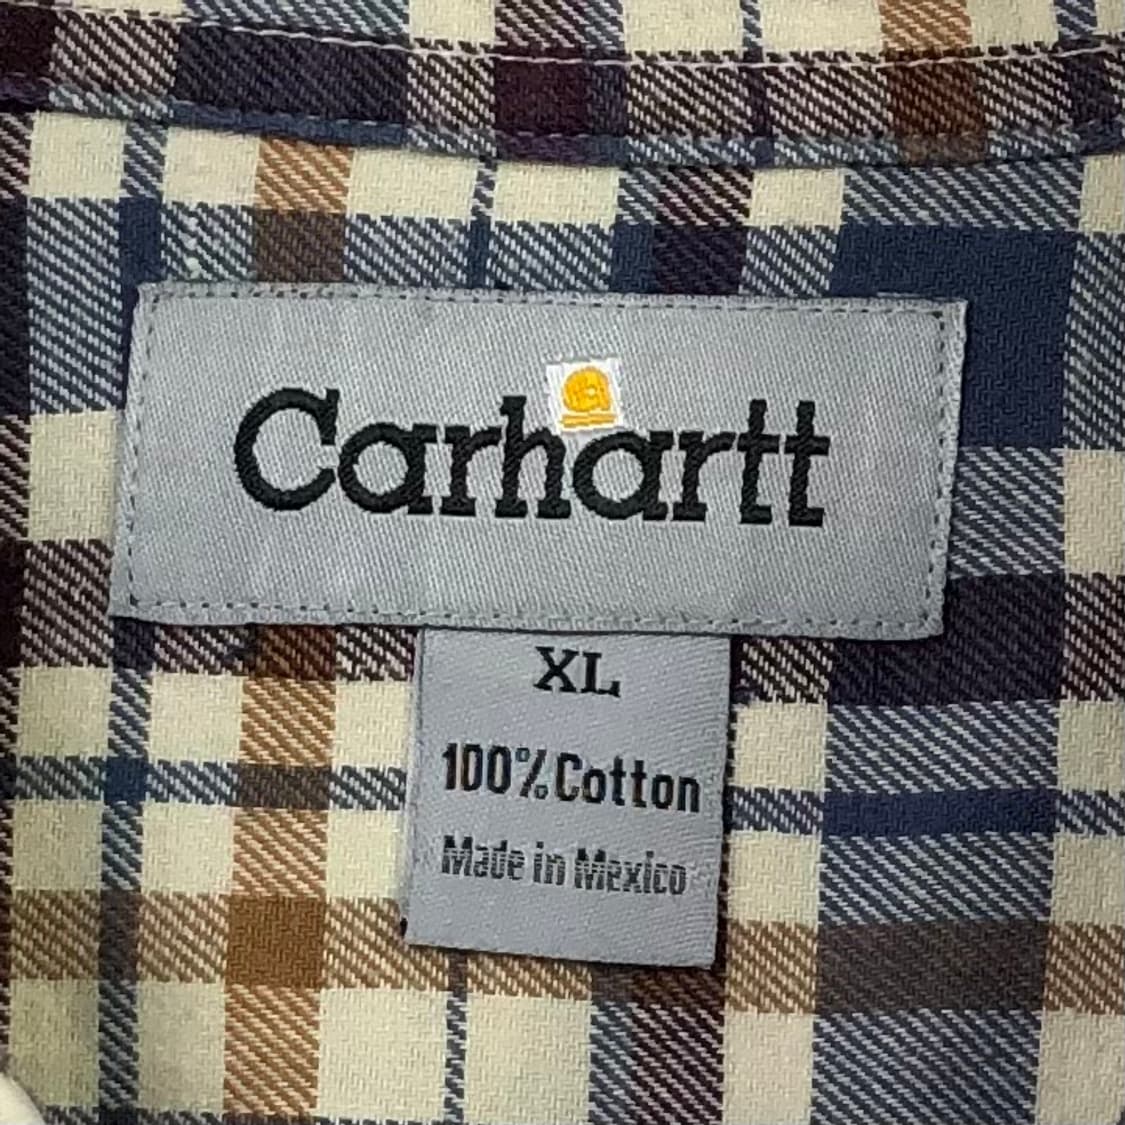 Carhartt
XL
100% Cotton
Made in Mexico